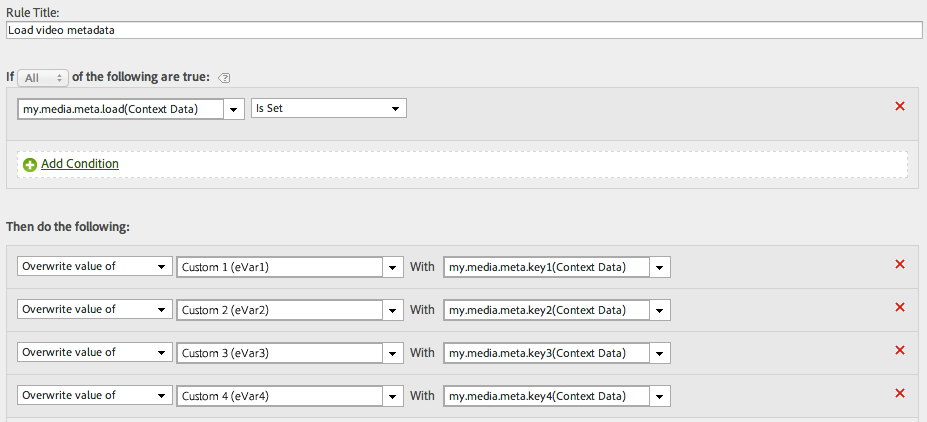 Rule Title:
Load video metadata
If All of the following are true:
my.media.meta.load(Context Data) Is Set
Add Condition
Then do the following:
Overwrite value of Custom 1 (eVar1) With my.media.meta.key1(Context Data)
Overwrite value of Custom 2 (eVar2) With my.media.meta.key2(Context Data)
Overwrite value of Custom 3 (eVar3) With my.media.meta.key3(Context Data)
Overwrite value of Custom 4 (eVar4) With my.media.meta.key4(Context Data)